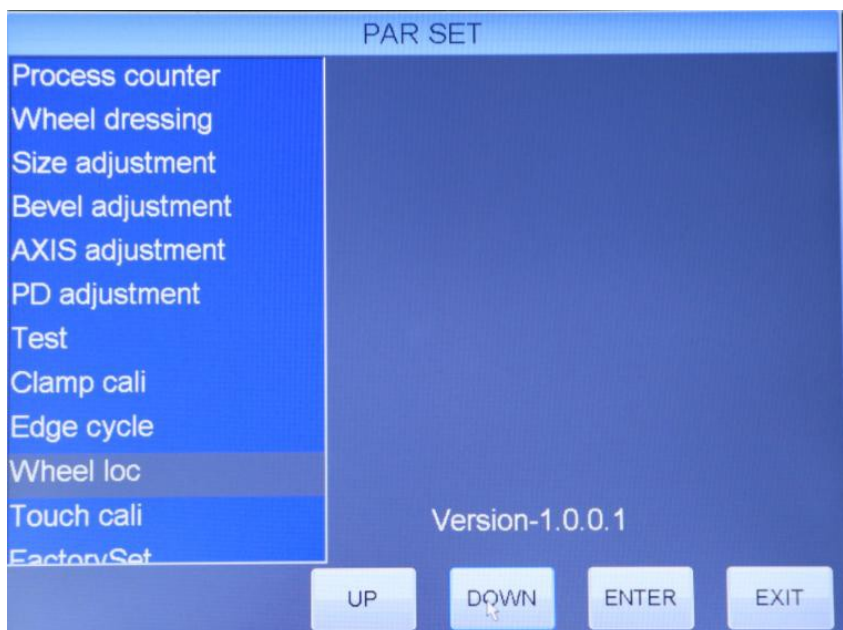 PAR SET
Process counter
Wheel dressing
Size adjustment
Bevel adjustment
AXIS adjustment
PD adjustment
Test
Clamp cali
Edge cycle
Wheel loc
Touch cali
FactorySet
Version-1.0.0.1
UP DOWN ENTER EXIT